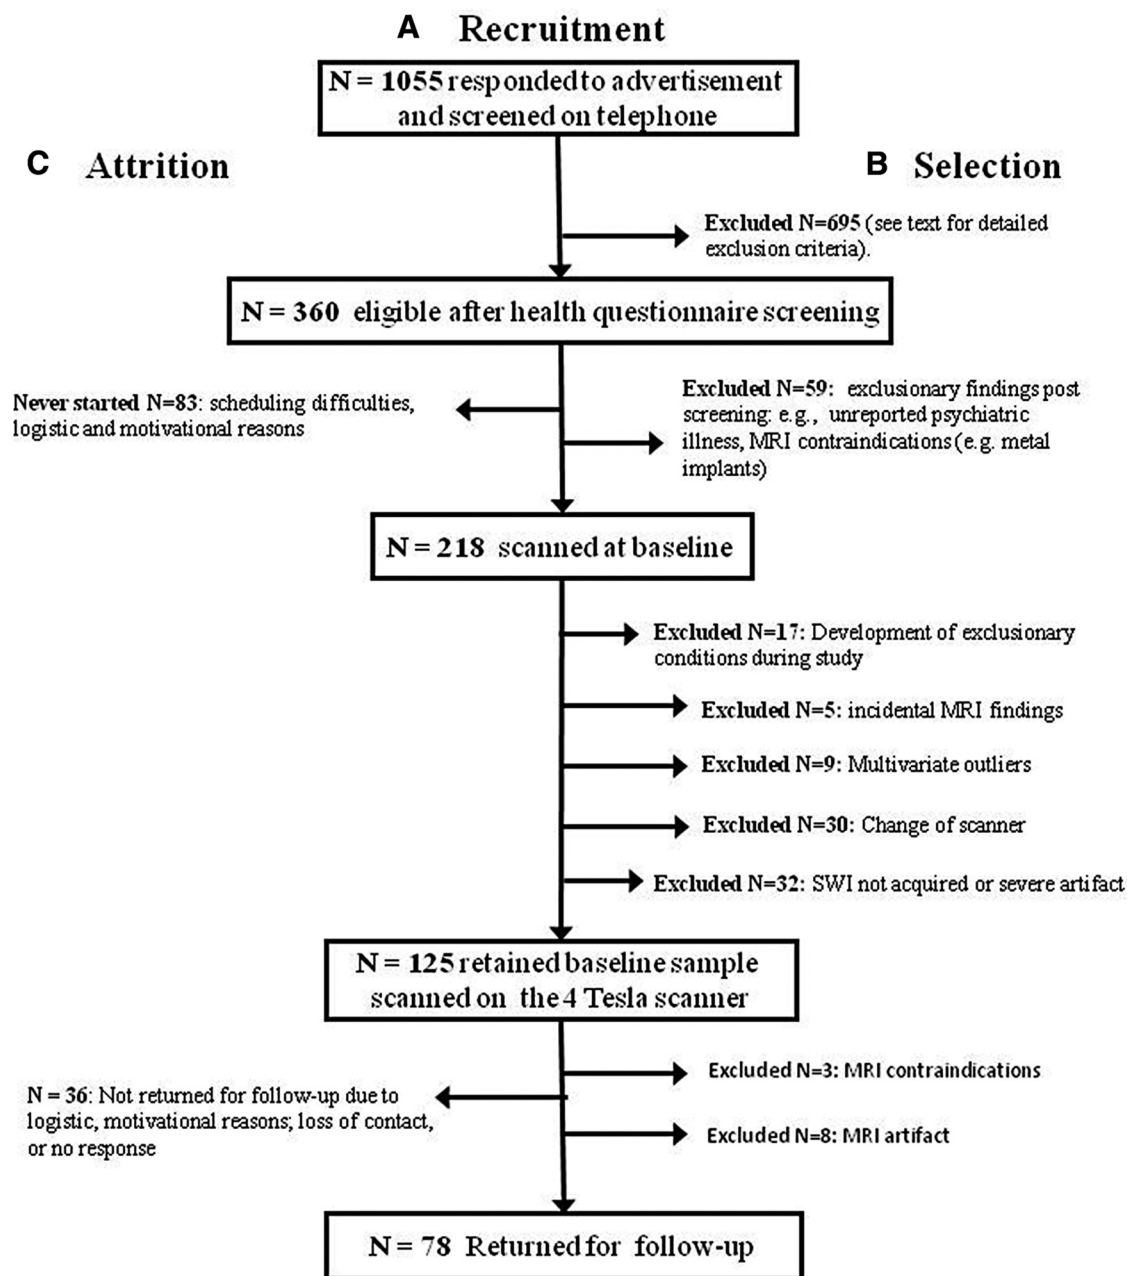 A Recruitment
N = 1055 responded to advertisement
and screened on telephone
C Attrition
B Selection
Excluded N=695 (see text for detailed
exclusion criteria).
N = 360 eligible after health questionnaire screening
Never started N=83: scheduling difficulties,
logistic and motivational reasons
Excluded N=59: exclusionary findings post
screening: e.g., unreported psychiatric
illness, MRI contraindications (e.g. metal
implants)
N = 218 scanned at baseline
Excluded N=17: Development of exclusionary
conditions during study
Excluded N=5: incidental MRI findings
Excluded N=9: Multivariate outliers
Excluded N=30: Change of scanner
Excluded N=32: SWI not acquired or severe artifact
N = 125 retained baseline sample
scanned on the 4 Tesla scanner
Excluded N=3: MRI contraindications
N = 36: Not returned for follow-up due to
logistic, motivational reasons; loss of contact,
or no response
Excluded N=8: MRI artifact
N = 78 Returned for follow-up